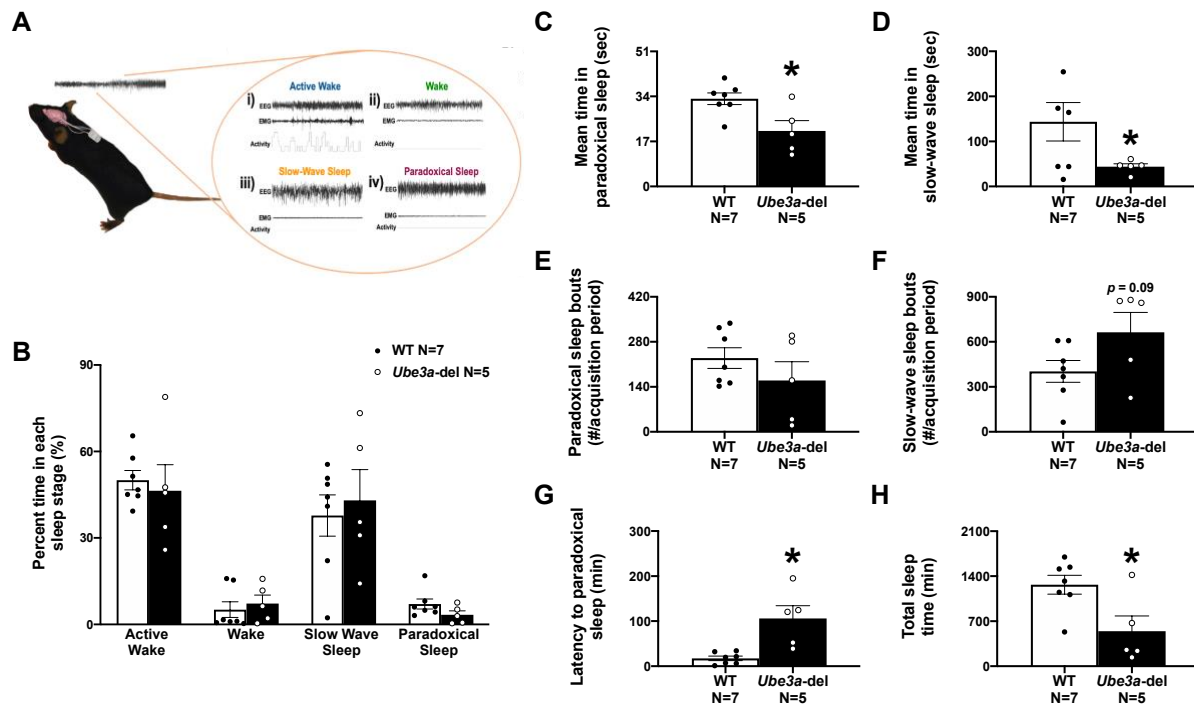 A
i)
Active Wake
EEG
EMG
Activity
ii)
Wake
EEG
EMG
Activity
iii)
Slow-Wave Sleep
EEG
EMG
Activity
iv)
Paradoxical Sleep
EEG
EMG
Activity
B
WT N=7
Ube3a-del N=5
Percent time in each
sleep stage (%)
90
60
30
0
Active
Wake
Wake
Slow Wave
Sleep
Paradoxical
Sleep
C
Mean time in
paradoxical sleep (sec)
51
34
17
0
*
WT
N=7
Ube3a-del
N=5
D
Mean time in
slow-wave sleep (sec)
300
200
100
0
*
WT
N=7
Ube3a-del
N=5
E
Paradoxical sleep bouts
(#/acquisition period)
420
280
140
0
WT
N=7
Ube3a-del
N=5
F
Slow-wave sleep bouts
(#/acquisition period)
900
600
300
0
p = 0.09
WT
N=7
Ube3a-del
N=5
G
Latency to paradoxical
sleep (min)
300
200
100
0
*
WT
N=7
Ube3a-del
N=5
H
Total sleep
time (min)
2100
1400
700
0
*
WT
N=7
Ube3a-del
N=5